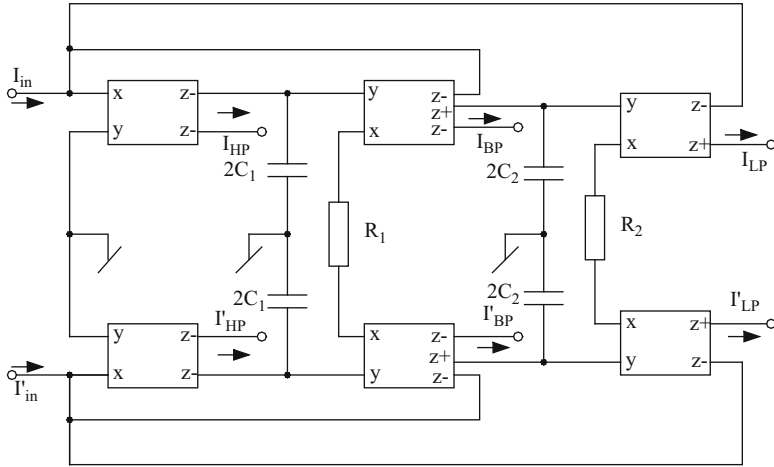 I_in
x z-
y z-
I_HP
2C_1
y z-
z+
x z-
R_1
I_BP
2C_2
y z-
x z+
R_2
I_LP
2C_1
I'_HP
y z-
x z-
I'_in
x z-
z+
y z-
2C_2
I'_BP
x z+
y z-
I'_LP